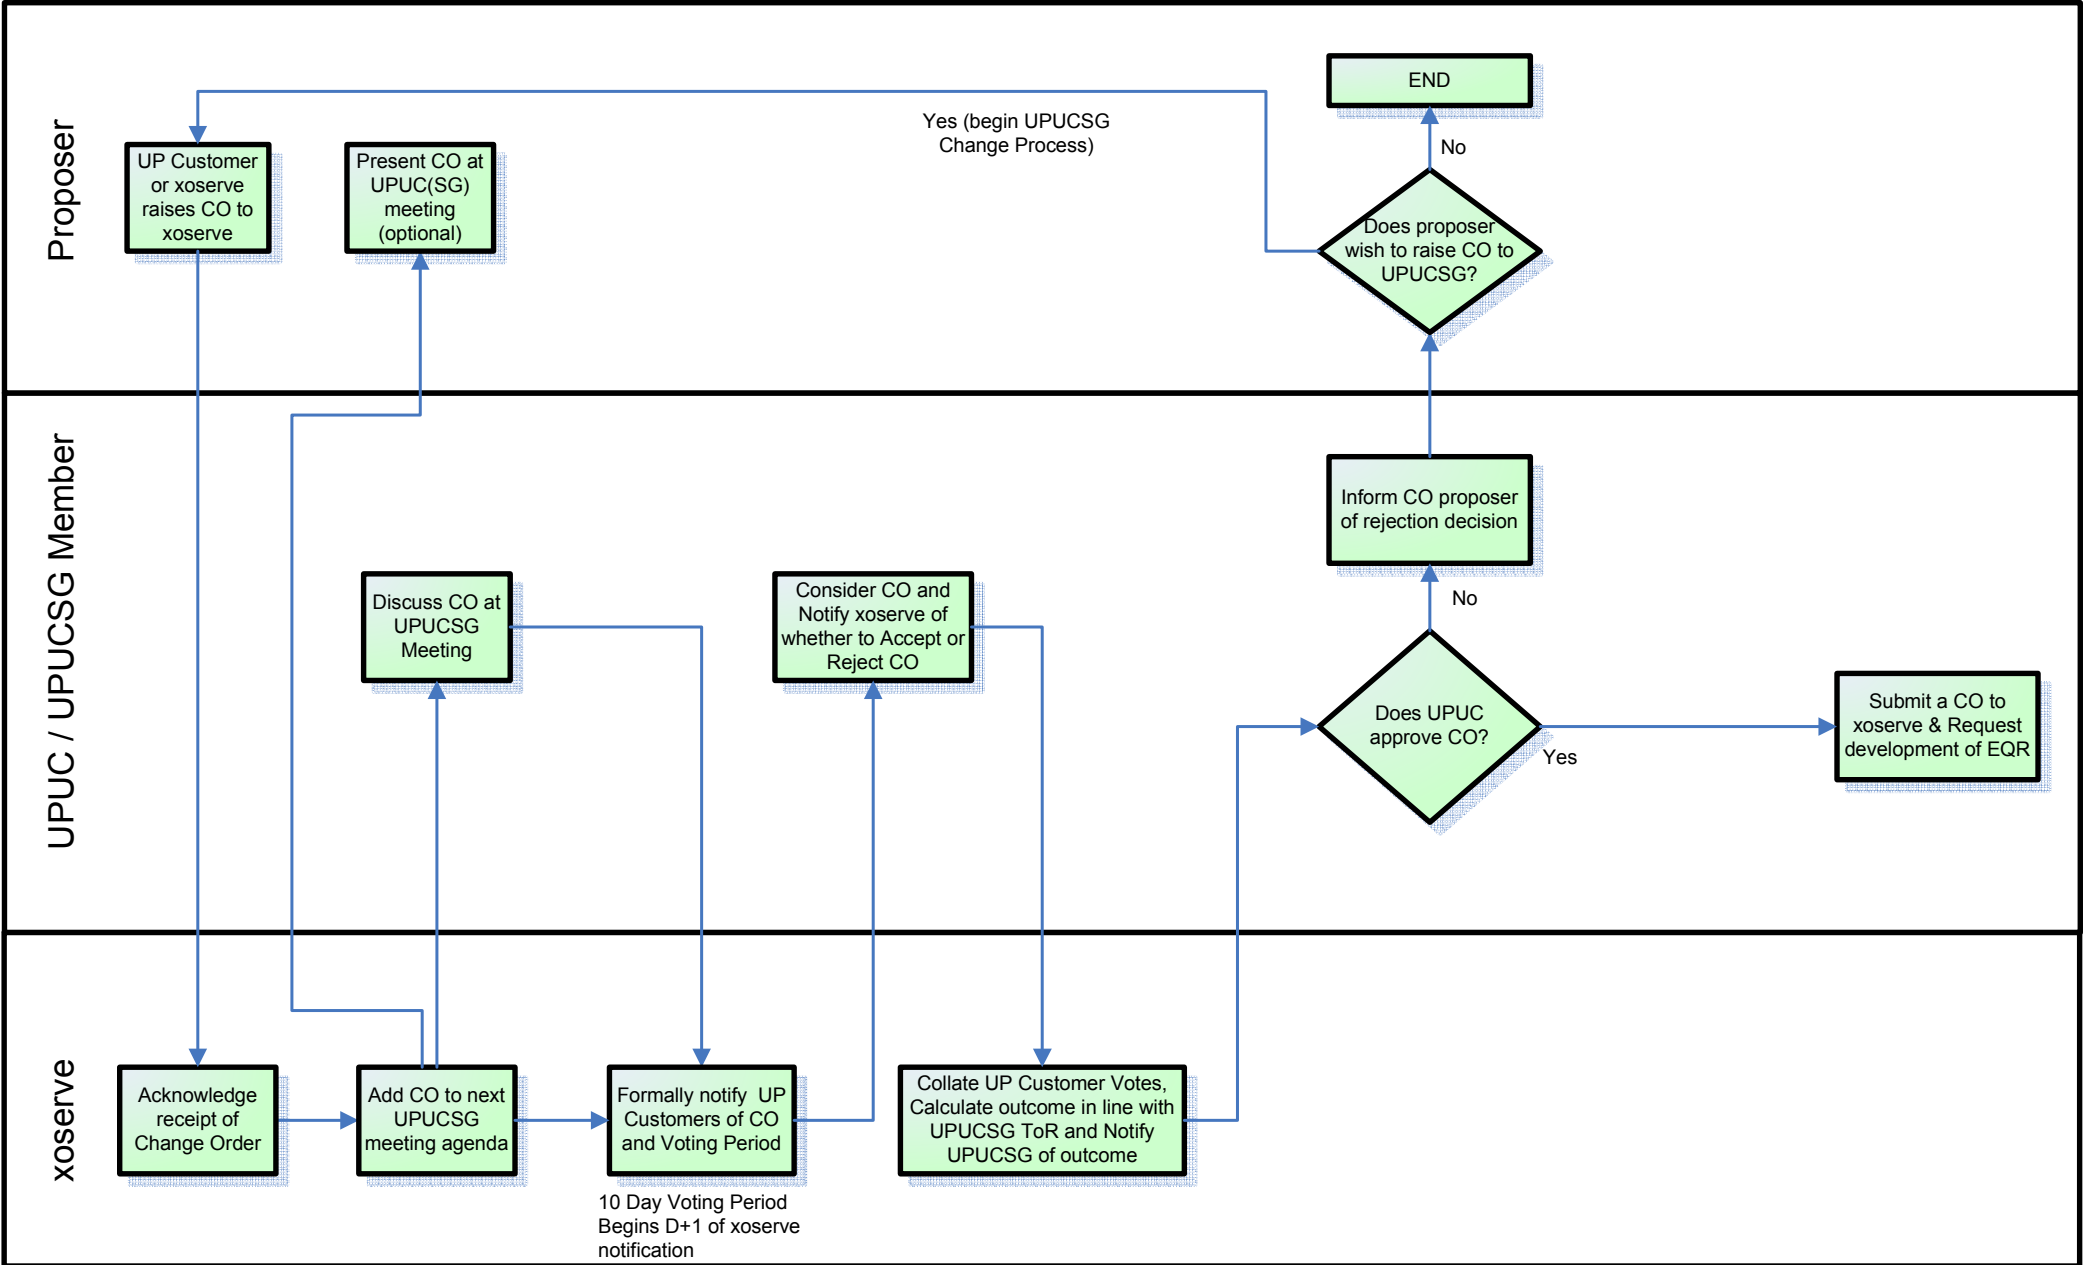 Proposer
UP Customer
or xoserve
raises CO to
xoserve
Present CO at
UPUC(SG)
meeting
(optional)
Yes (begin UPUCSG
Change Process)
END
No
Does proposer
wish to raise CO to
UPUCSG?
UPUC / UPUCSG Member
Discuss CO at
UPUCSG
Meeting
Consider CO and
Notify xoserve of
whether to Accept or
Reject CO
Inform CO proposer
of rejection decision
No
Does UPUC
approve CO?
Yes
Submit a CO to
xoserve & Request
development of EQR
xoserve
Acknowledge
receipt of
Change Order
Add CO to next
UPUCSG
meeting agenda
Formally notify UP
Customers of CO
and Voting Period
10 Day Voting Period
Begins D+1 of xoserve
notification
Collate UP Customer Votes,
Calculate outcome in line with
UPUCSG ToR and Notify
UPUCSG of outcome